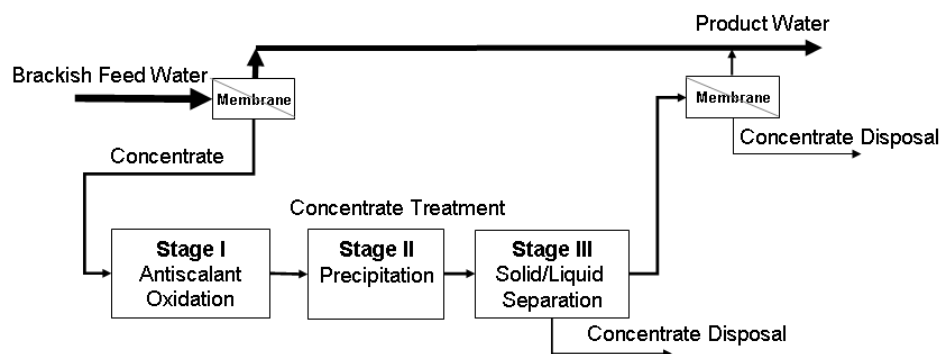 Product Water
Brackish Feed Water
Membrane
Membrane
Concentrate Disposal
Concentrate
Concentrate Treatment
Stage I
Antiscalant
Oxidation
Stage II
Precipitation
Stage III
Solid/Liquid
Separation
Concentrate Disposal